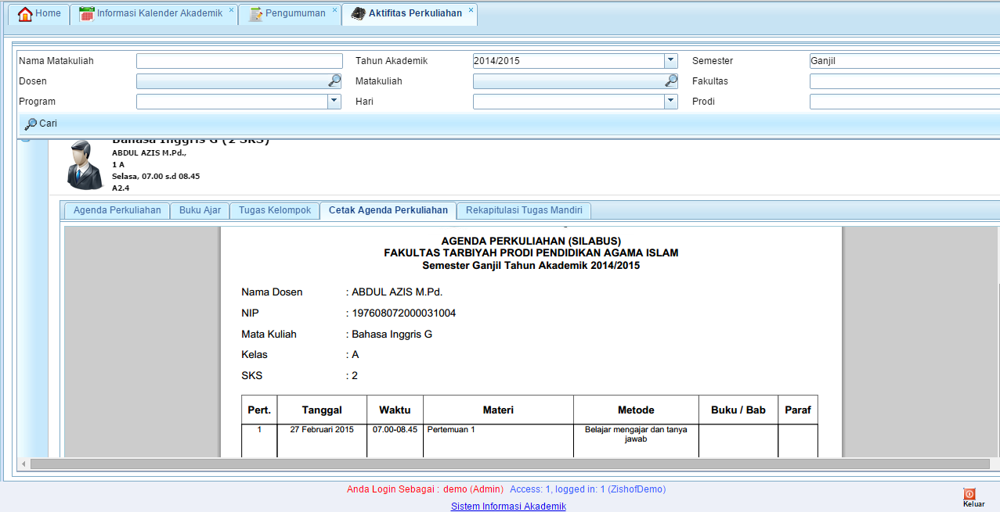 Home
Informasi Kalender Akademik
Pengumuman
Aktifitas Perkuliahan
Nama Matakuliah
Tahun Akademik 2014/2015
Semester Ganjil
Dosen
Matakuliah
Fakultas
Program
Hari
Prodi
Cari
Bahasa Inggris G (2 SKS)
ABDUL AZIS M.Pd.,
1 A
Selasa, 07.00 s.d 08.45
A2.4
Agenda Perkuliahan
Buku Ajar
Tugas Kelompok
Cetak Agenda Perkuliahan
Rekapitulasi Tugas Mandiri
AGENDA PERKULIAHAN (SILABUS)
FAKULTAS TARBIYAH PRODI PENDIDIKAN AGAMA ISLAM
Semester Ganjil Tahun Akademik 2014/2015
Nama Dosen : ABDUL AZIS M.Pd.
NIP : 197608072000031004
Mata Kuliah : Bahasa Inggris G
Kelas : A
SKS : 2
Pert. Tanggal Waktu Materi Metode Buku / Bab Paraf
1 27 Februari 2015 07.00-08.45 Pertemuan 1 Belajar mengajar dan tanya
jawab
Anda Login Sebagai : demo (Admin) Access: 1, logged in: 1 (ZishofDemo)
Sistem Informasi Akademik
Keluar